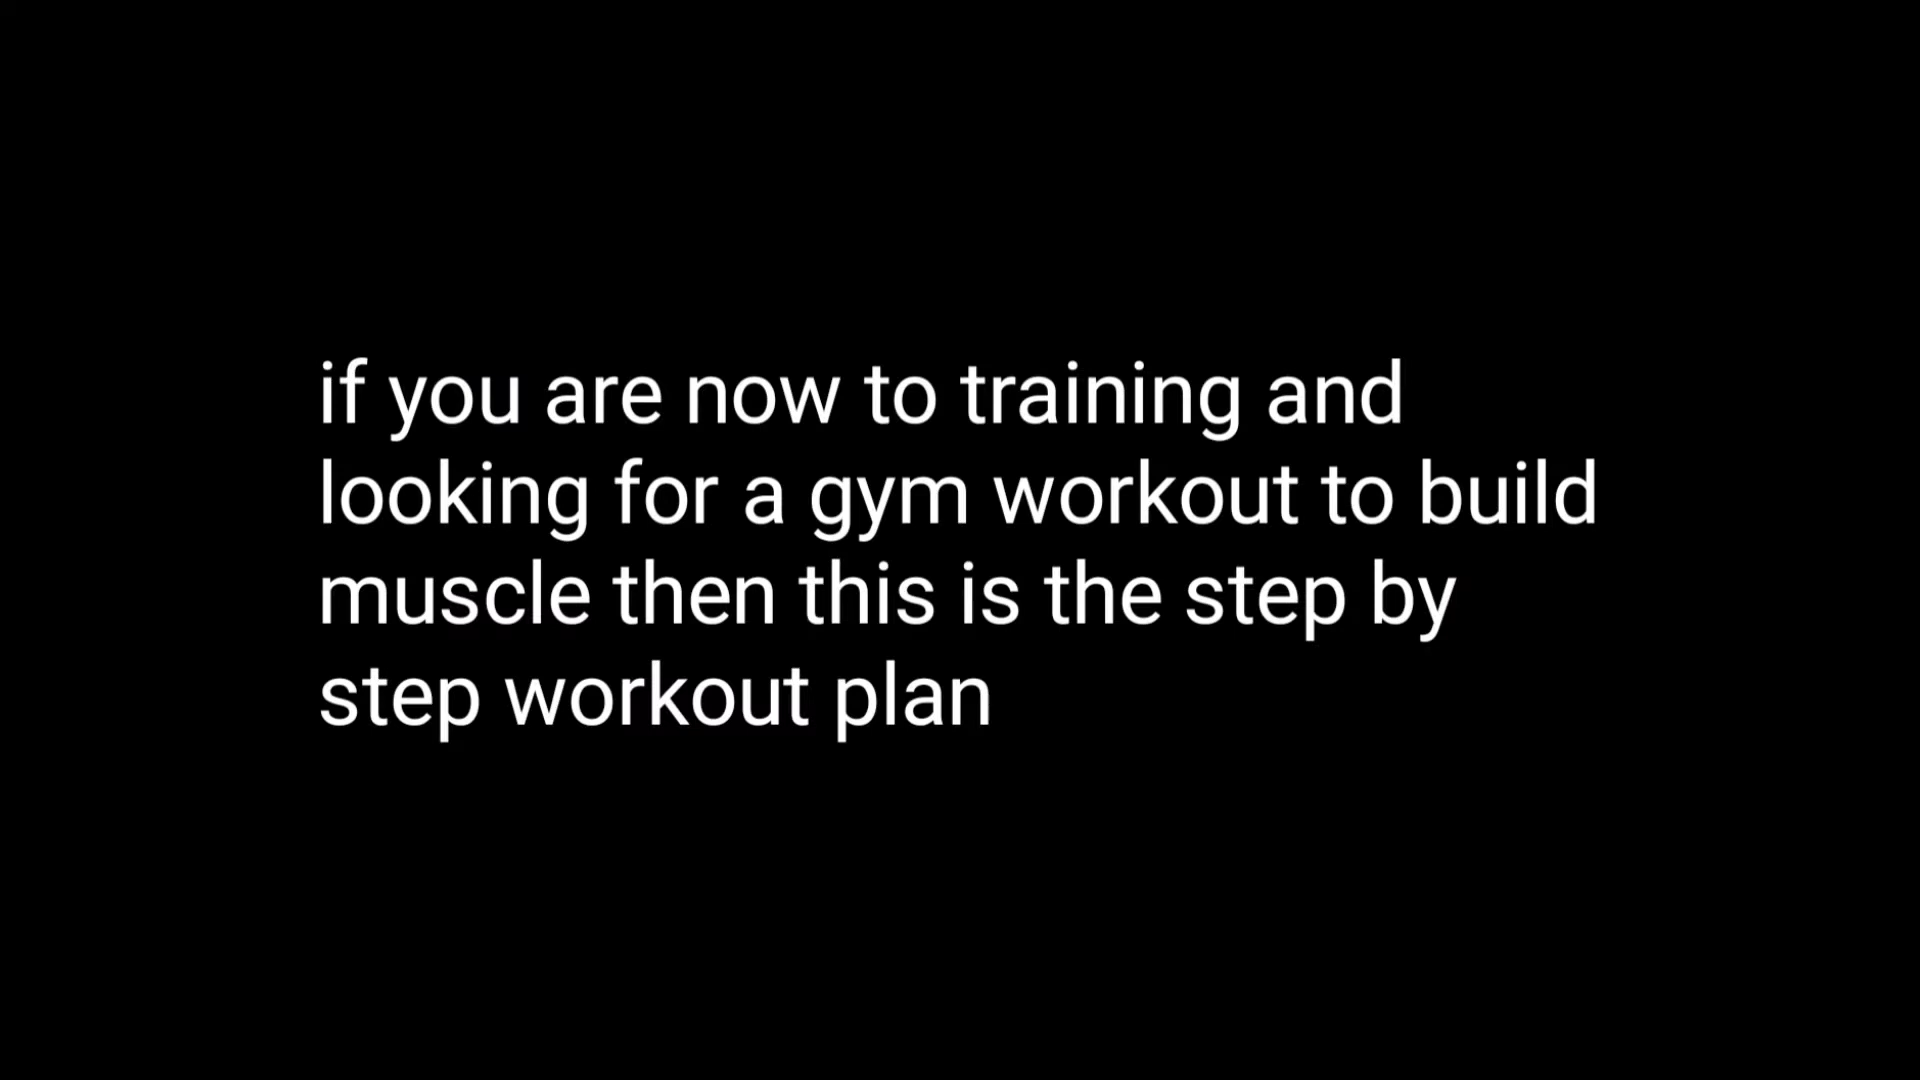 if you are now to training and
looking for a gym workout to build
muscle then this is the step by
step workout plan